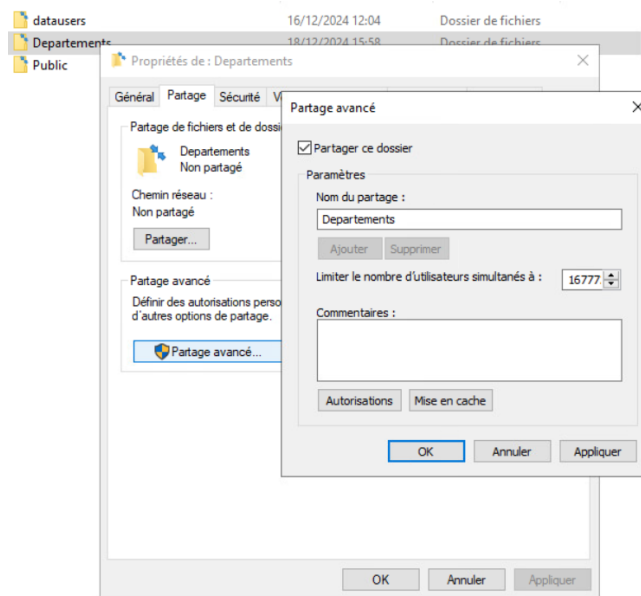 datausers 16/12/2024 12:04 Dossier de fichiers
Departements 18/12/2024 15:58 Dossier de fichiers
Public
Propriétés de : Departements
Général Partage Sécurité
Partage de fichiers et de dossi
Departements
Non partagé
Chemin réseau :
Non partagé
Partager...
Partage avancé
Définir des autorisations perso
d'autres options de partage.
Partage avancé...
OK Annuler Appliquer
Partage avancé
Partager ce dossier
Paramètres
Nom du partage :
Departements
Ajouter Supprimer
Limiter le nombre d'utilisateurs simultanés à : 16777
Commentaires :
Autorisations Mise en cache
OK Annuler Appliquer